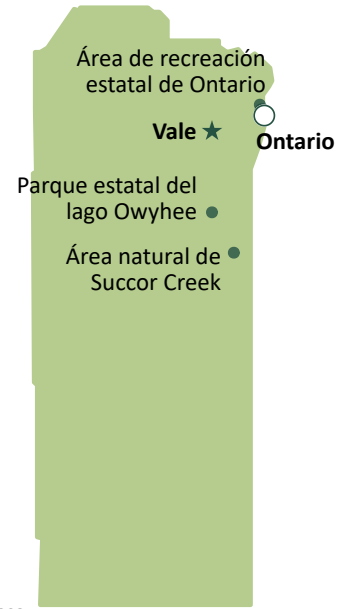 Área de recreación
estatal de Ontario
Vale
Ontario
Parque estatal del
lago Owyhee
Área natural de
Succor Creek